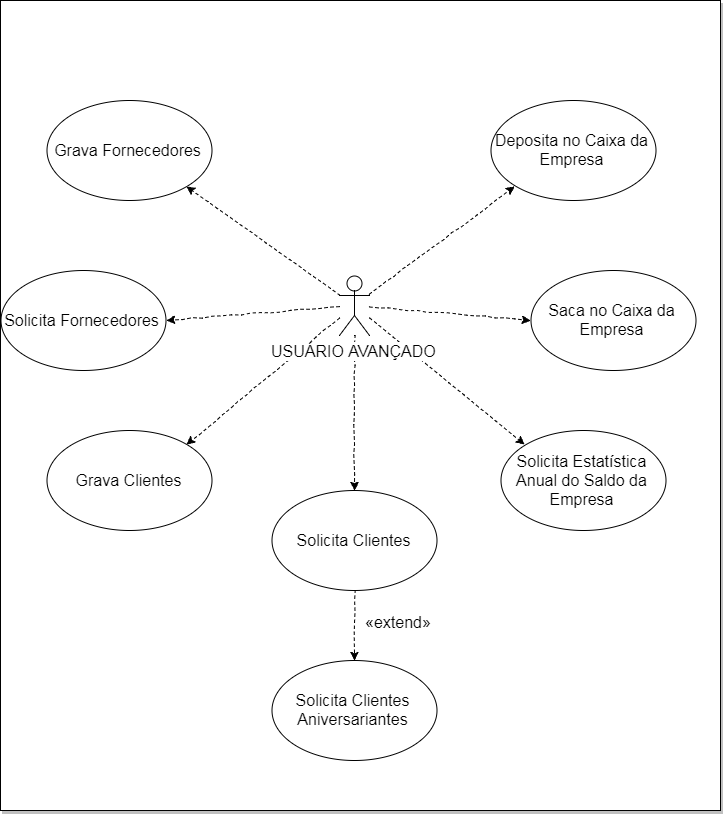 Grava Fornecedores
Deposita no Caixa da
Empresa
Solicita Fornecedores
Saca no Caixa da
Empresa
USUÁRIO AVANÇADO
Grava Clientes
Solicita Estatística
Anual do Saldo da
Empresa
Solicita Clientes
«extend»
Solicita Clientes
Aniversariantes